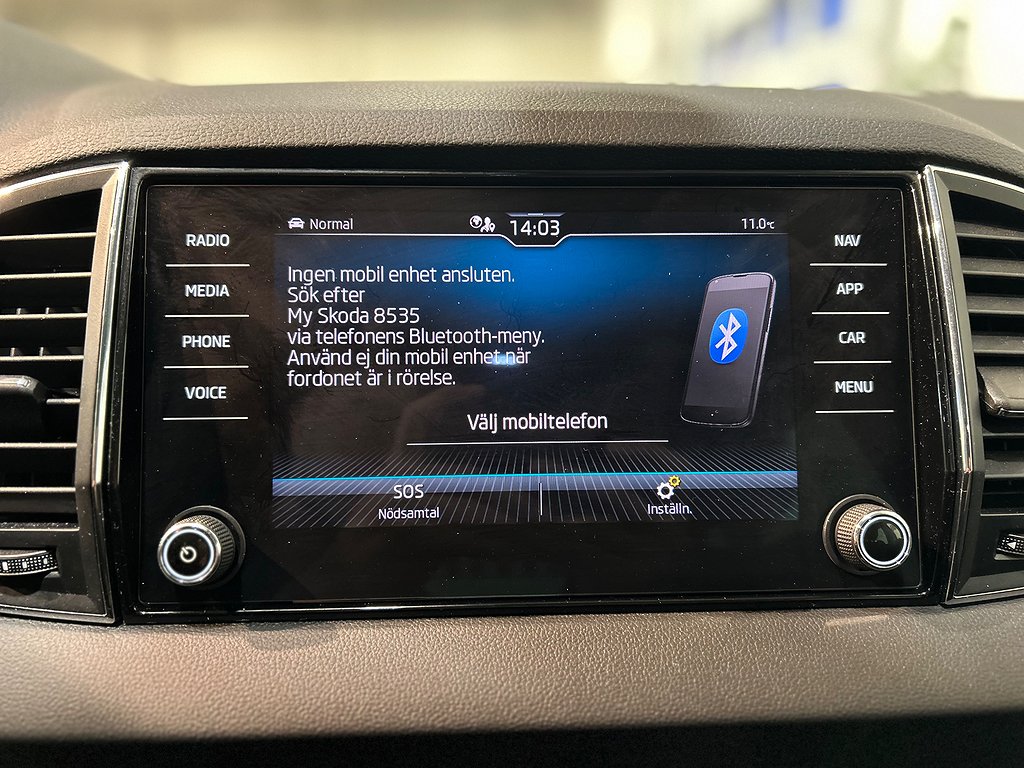 Normal
14:03
11.0°C
RADIO
MEDIA
PHONE
VOICE
Ingen mobil enhet ansluten.
Sök efter
My Skoda 8535
via telefonens Bluetooth-meny.
Använd ej din mobil enhet när
fordonet är i rörelse.
Välj mobiltelefon
SOS
Nödsamtal
Inställn.
NAV
APP
CAR
MENU